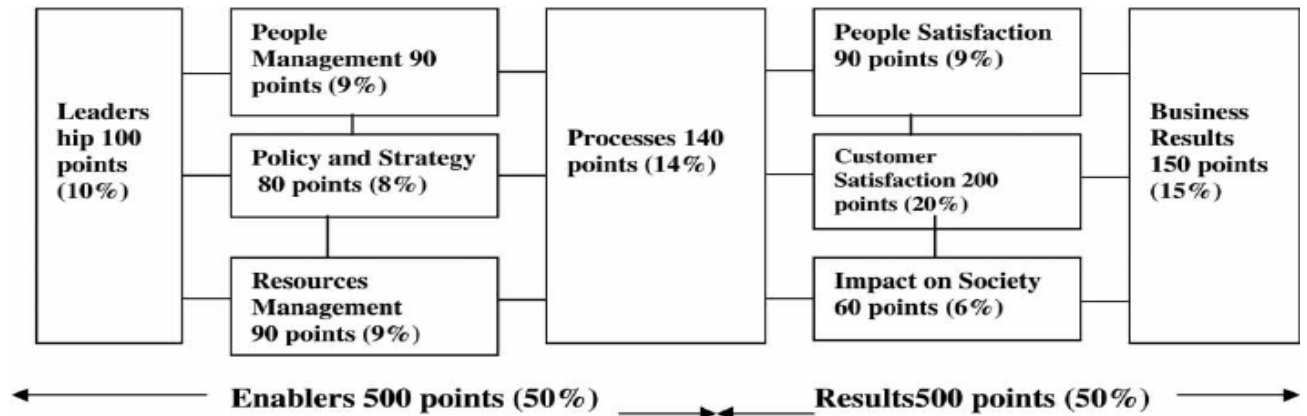 Leaders
hip 100
points
(10%)
People
Management 90
points (9%)
Policy and Strategy
80 points (8%)
Resources
Management
90 points (9%)
Processes 140
points (14%)
People Satisfaction
90 points (9%)
Customer
Satisfaction 200
points (20%)
Impact on Society
60 points (6%)
Business
Results
150 points
(15%)
Enablers 500 points (50%)
Results500 points (50%)